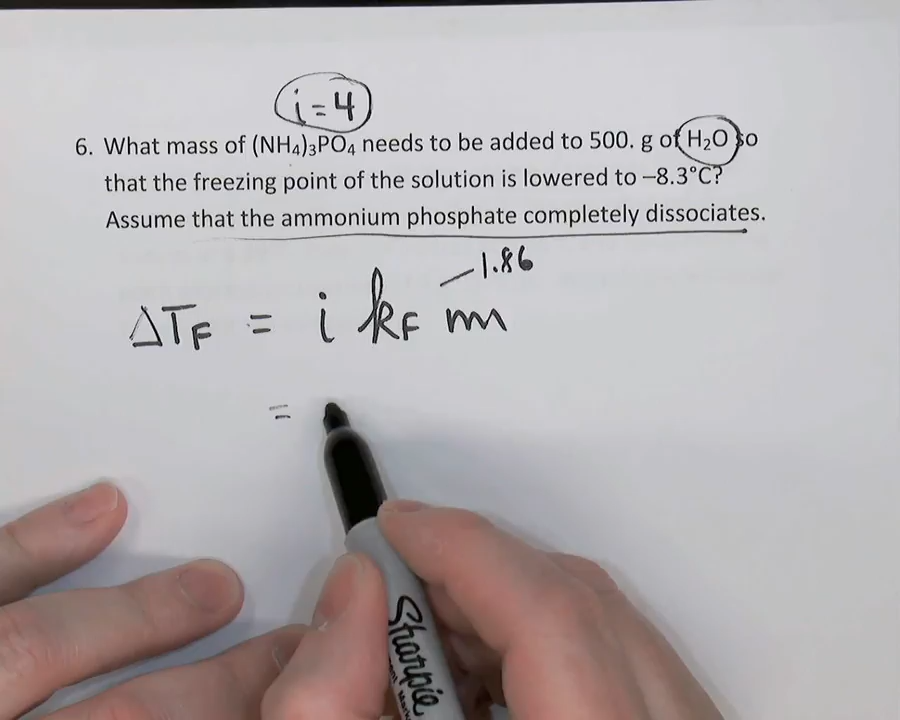 i = 4
6. What mass of (NH₄)₃PO₄ needs to be added to 500. g of H₂O so
that the freezing point of the solution is lowered to –8.3°C?
Assume that the ammonium phosphate completely dissociates.
1.86
ΔTF = i kF m
=
Sharpie